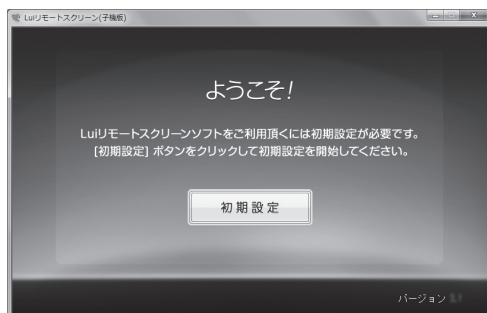 Luiリモートスクリーン(子機版)
ようこそ!
Luiリモートスクリーンソフトをご利用頂くには初期設定が必要です。
[初期設定] ボタンをクリックして初期設定を開始してください。
初期設定
バージョン